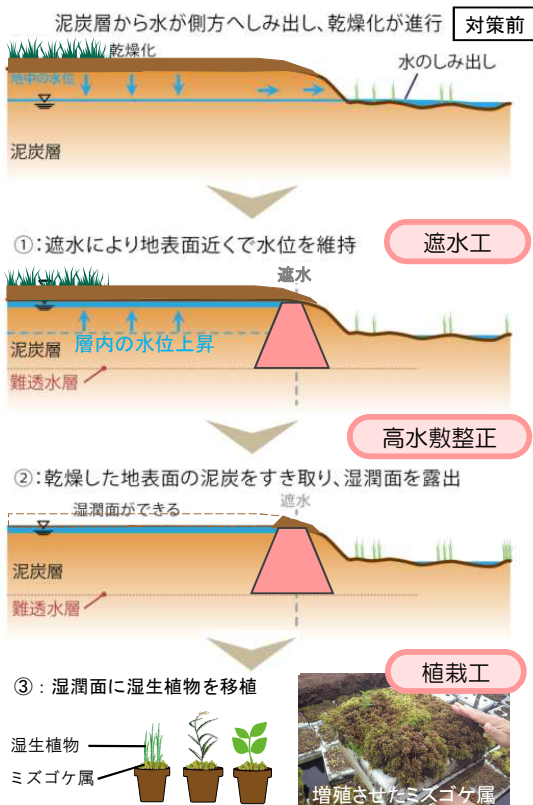 泥炭層から水が側方へしみ出し、乾燥化が進行
対策前
乾燥化
地中の水位
水のしみ出し
泥炭層
①：遮水により地表面近くで水位を維持
遮水工
遮水
泥炭層
層内の水位上昇
難透水層
高水敷整正
②：乾燥した地表面の泥炭をすき取り、湿潤面を露出
遮水
湿潤面ができる
泥炭層
難透水層
植栽工
③：湿潤面に湿生植物を移植
湿生植物
ミズゴケ属
増殖させたミズゴケ属